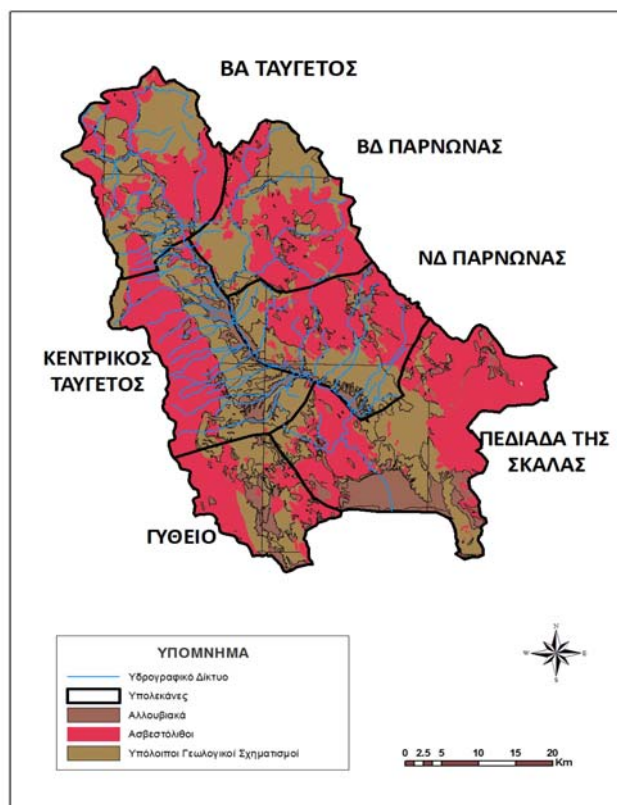 ΒΑ ΤΑΥΓΕΤΟΣ
ΒΔ ΠΑΡΝΩΝΑΣ
ΝΔ ΠΑΡΝΩΝΑΣ
ΚΕΝΤΡΙΚΟΣ
ΤΑΥΓΕΤΟΣ
ΠΕΔΙΑΔΑ ΤΗΣ
ΣΚΑΛΑΣ
ΓΥΘΕΙΟ
ΥΠΟΜΝΗΜΑ
Υδρογραφικό Δίκτυο
Υπολεκάνες
Αλλουβιακά
Ασβεστόλιθοι
Υπόλοιποι Γεωλογικοί Σχηματισμοί
N
W E
S
0 2.5 5 10 15 20
Km